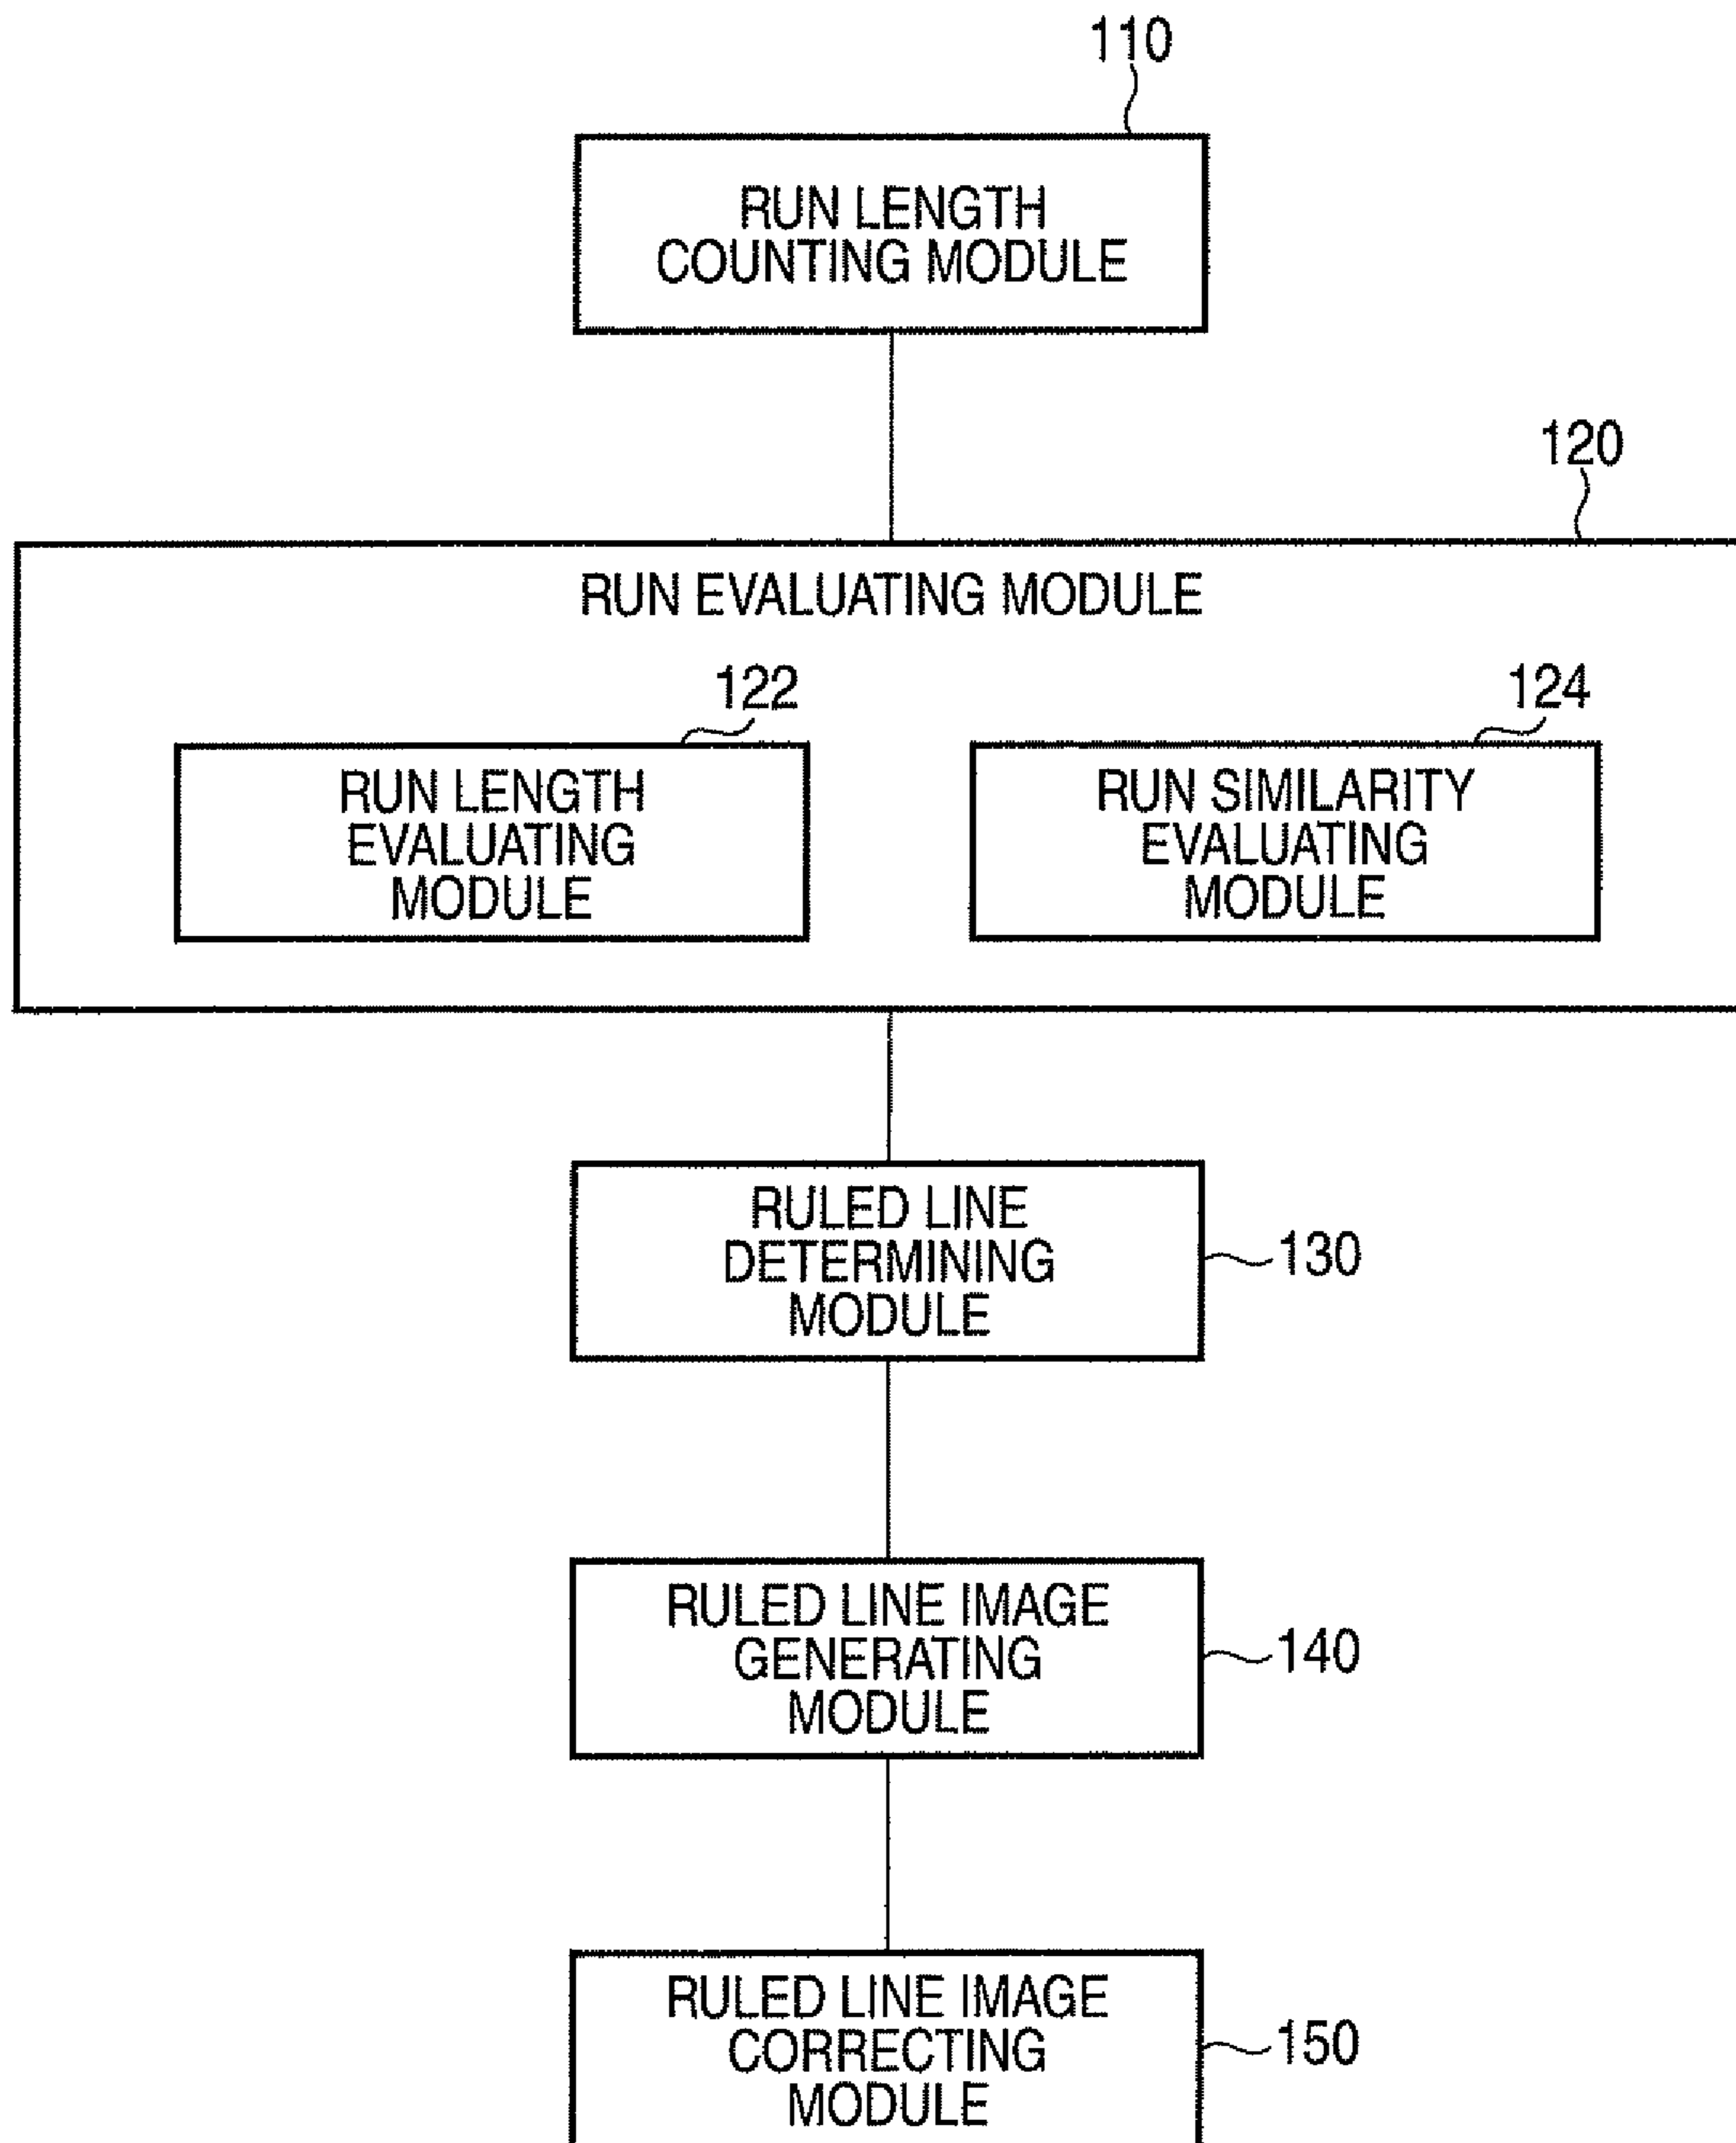 110
RUN LENGTH
COUNTING MODULE
120
RUN EVALUATING MODULE
122
RUN LENGTH
EVALUATING
MODULE
124
RUN SIMILARITY
EVALUATING
MODULE
RULED LINE
DETERMINING
MODULE
130
RULED LINE IMAGE
GENERATING
MODULE
140
RULED LINE IMAGE
CORRECTING
MODULE
150